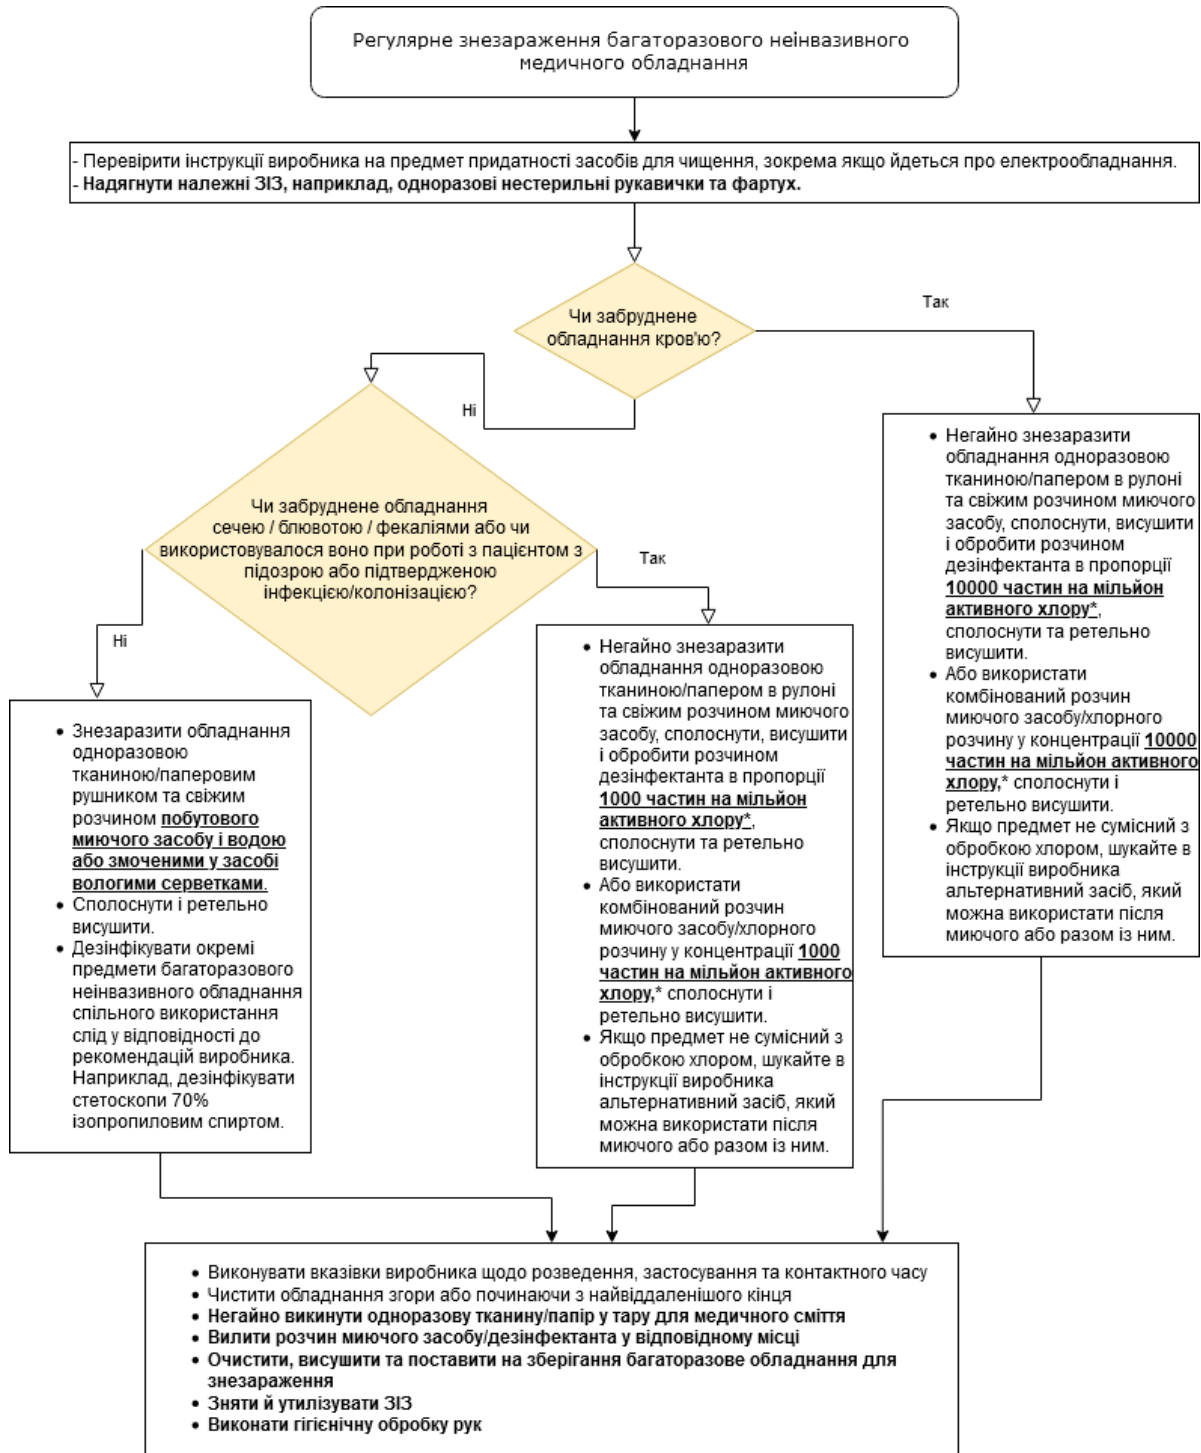 Регулярне знезараження багаторазового неінвазивного
медичного обладнання
- Перевірити інструкції виробника на предмет придатності засобів для чищення, зокрема якщо йдеться про електрообладнання.
- Надягнути належні ЗІЗ, наприклад, одноразові нестерильні рукавички та фартух.
Чи забруднене
обладнання кров'ю?
Так
Ні
Чи забруднене обладнання
сечею / блювотою / фекаліями або чи
використовувалося воно при роботі з пацієнтом з
підозрою або підтвердженою
інфекцією/колонізацією?
Так
Ні
• Знезаразити обладнання
одноразовою
тканиною/паперовим
рушником та свіжим
розчином побутового
миючого засобу і водою
або змоченими у засобі
вологими серветками.
• Сполоснути і ретельно
висушити.
• Дезінфікувати окремі
предмети багаторазового
неінвазивного обладнання
спільного використання
слід у відповідності до
рекомендацій виробника.
Наприклад, дезінфікувати
стетоскопи 70%
ізопропиловим спиртом.
• Негайно знезаразити
обладнання одноразовою
тканиною/папером в рулоні
та свіжим розчином миючого
засобу, сполоснути, висушити
і обробити розчином
дезінфектанта в пропорції
1000 частин на мільйон
активного хлору*,
сполоснути та ретельно
висушити.
• Або використати
комбінований розчин
миючого засобу/хлорного
розчину у концентрації 1000
частин на мільйон активного
хлору,* сполоснути і
ретельно висушити.
• Якщо предмет не сумісний з
обробкою хлором, шукайте в
інструкції виробника
альтернативний засіб, який
можна використати після
миючого або разом із ним.
• Негайно знезаразити
обладнання одноразовою
тканиною/папером в рулоні
та свіжим розчином миючого
засобу, сполоснути, висушити
і обробити розчином
дезінфектанта в пропорції
10000 частин на мільйон
активного хлору*,
сполоснути та ретельно
висушити.
• Або використати
комбінований розчин
миючого засобу/хлорного
розчину у концентрації 10000
частин на мільйон активного
хлору,* сполоснути і
ретельно висушити.
• Якщо предмет не сумісний з
обробкою хлором, шукайте в
інструкції виробника
альтернативний засіб, який
можна використати після
миючого або разом із ним.
• Виконувати вказівки виробника щодо розведення, застосування та контактного часу
• Чистити обладнання згори або починаючи з найвіддаленішого кінця
• Негайно викинути одноразову тканину/папір у тару для медичного сміття
• Вилити розчин миючого засобу/дезінфектанта у відповідному місці
• Очистити, висушити та поставити на зберігання багаторазове обладнання для
знезараження
• Зняти й утилізувати ЗІЗ
• Виконати гігієнічну обробку рук